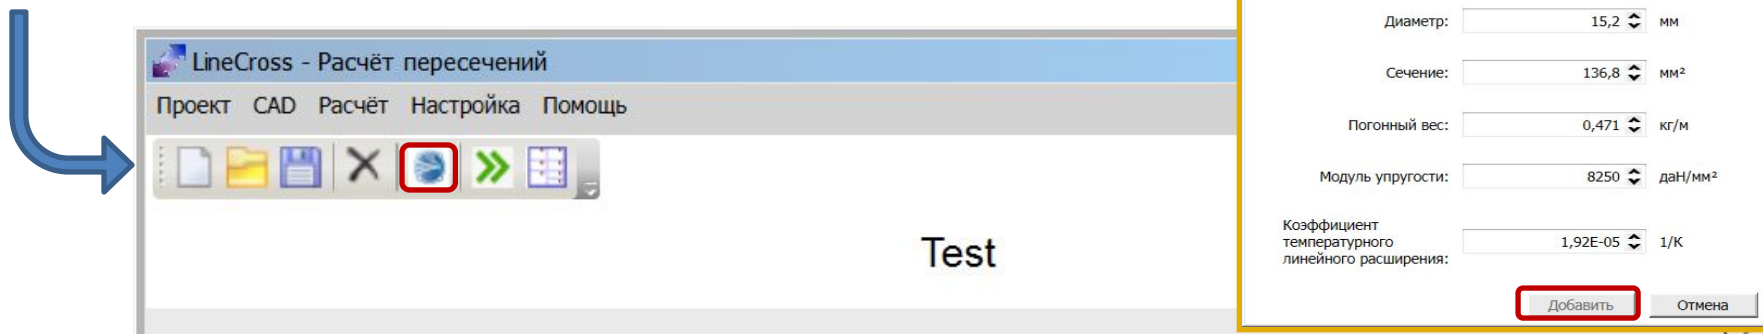 LineCross - Расчёт пересечений
Проект CAD Расчёт Настройка Помощь
Test
Диаметр: 15,2 мм
Сечение: 136,8 мм²
Погонный вес: 0,471 кг/м
Модуль упругости: 8250 даН/мм²
Коэффициент
температурного
линейного расширения: 1,92E-05 1/К
Добавить Отмена